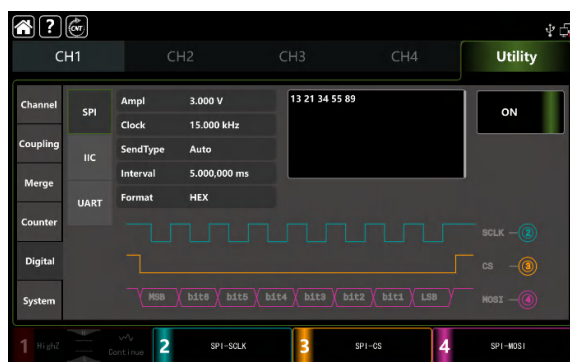 ? CNT
CH1 CH2 CH3 CH4 Utility
Channel
Coupling
Merge
Counter
Digital
System
SPI
IIC
UART
Ampl 3.000 V
Clock 15.000 kHz
SendType Auto
Interval 5.000,000 ms
Format HEX
13 21 34 55 89
ON
SCLK 2
CS 3
MSB bit6 bit5 bit4 bit3 bit2 bit1 LSB MOSI 4
1 HighZ Continue 2 SPI-SCLK 3 SPI-CS 4 SPI-MOSI